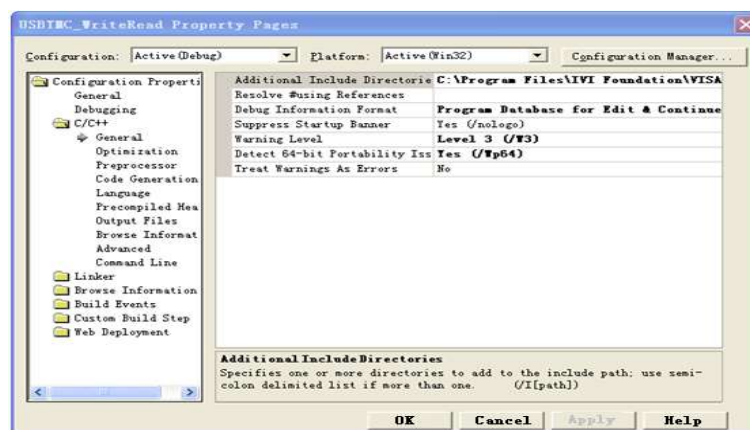 USBTMC_WriteRead Property Pages
Configuration: Active(Debug) Platform: Active(Win32) Configuration Manager...
Configuration Properti
General
Debugging
C/C++
General
Optimization
Preprocessor
Code Generation
Language
Precompiled Hea
Output Files
Browse Informat
Advanced
Command Line
Linker
Browse Information
Build Events
Custom Build Step
Web Deployment
Additional Include Directorie C:\Program Files\IVI Foundation\VISA
Resolve #using References
Debug Information Format Program Database for Edit & Continue
Suppress Startup Banner Yes (/nologo)
Warning Level Level 3 (/W3)
Detect 64-bit Portability Iss Yes (/Wp64)
Treat Warnings As Errors No
AdditionalIncludeDirectories
Specifies one or more directories to add to the include path; use semi-
colon delimited list if more than one. (/I[path])
OK Cancel Apply Help